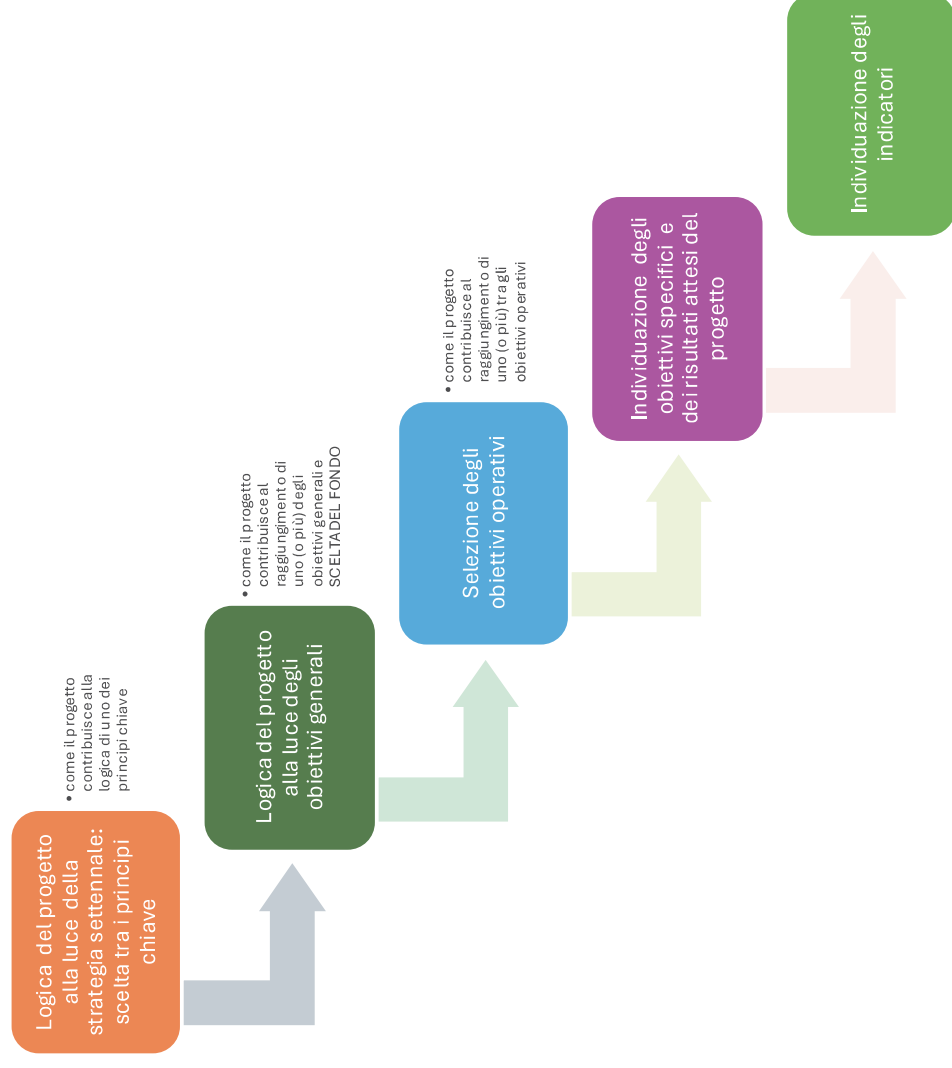 Logica del progetto
alla luce della
strategia settennale:
scelta tra i principi
chiave
• come il progetto
contribuisce alla
logica di uno dei
principi chiave
Logica del progetto
alla luce degli
obiettivi generali
• come il progetto
contribuisce al
raggiungimento di
uno (o più) degli
obiettivi generali e
SCELTA DEL FONDO
Selezione degli
obiettivi operativi
• come il progetto
contribuisce al
raggiungimento di
uno (o più) tra gli
obiettivi operativi
Individuazione degli
obiettivi specifici e
dei risultati attesi del
progetto
Individuazione degli
indicatori